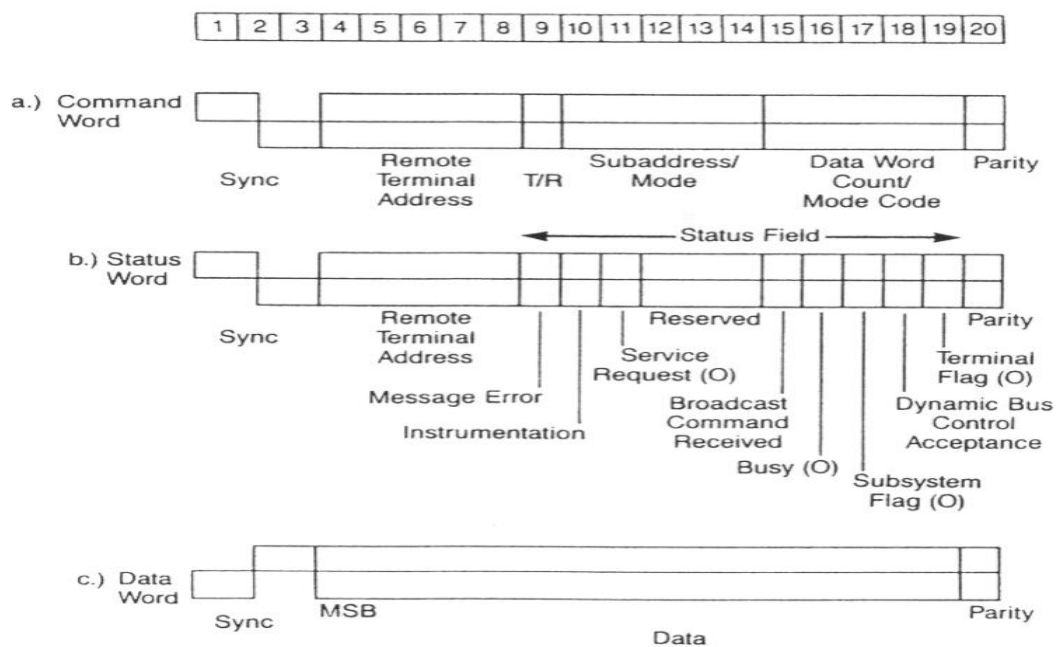 1 2 3 4 5 6 7 8 9 10 11 12 13 14 15 16 17 18 19 20
a.) Command
Word
Sync
Remote
Terminal
Address
T/R
Subaddress/
Mode
Data Word
Count/
Mode Code
Parity
Status Field
b.) Status
Word
Sync
Remote
Terminal
Address
Message Error
Instrumentation
Service
Request (O)
Reserved
Broadcast
Command
Received
Busy (O)
Subsystem
Flag (O)
Dynamic Bus
Control
Acceptance
Terminal
Flag (O)
Parity
c.) Data
Word
Sync
MSB
Data
Parity